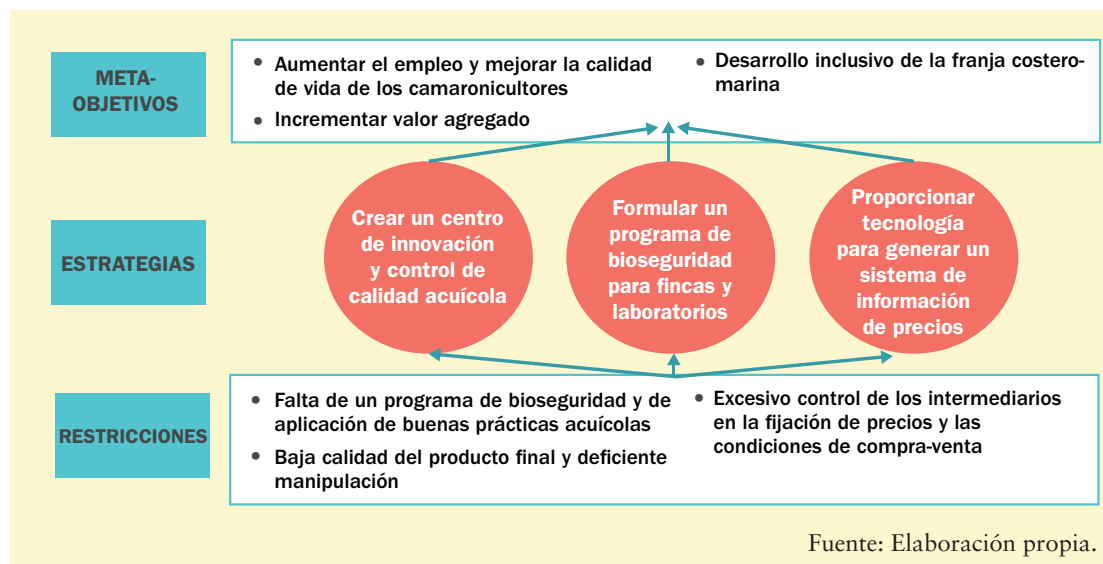 META-
OBJETIVOS
• Aumentar el empleo y mejorar la calidad
de vida de los camaronicultores
• Incrementar valor agregado
• Desarrollo inclusivo de la franja costero-
marina
ESTRATEGIAS
Crear un centro
de innovación
y control de
calidad acuícola
Formular un
programa de
bioseguridad
para fincas y
laboratorios
Proporcionar
tecnología
para generar un
sistema de
información
de precios
RESTRICCIONES
• Falta de un programa de bioseguridad y de
aplicación de buenas prácticas acuícolas
• Baja calidad del producto final y deficiente
manipulación
• Excesivo control de los intermediarios
en la fijación de precios y las
condiciones de compra-venta
Fuente: Elaboración propia.